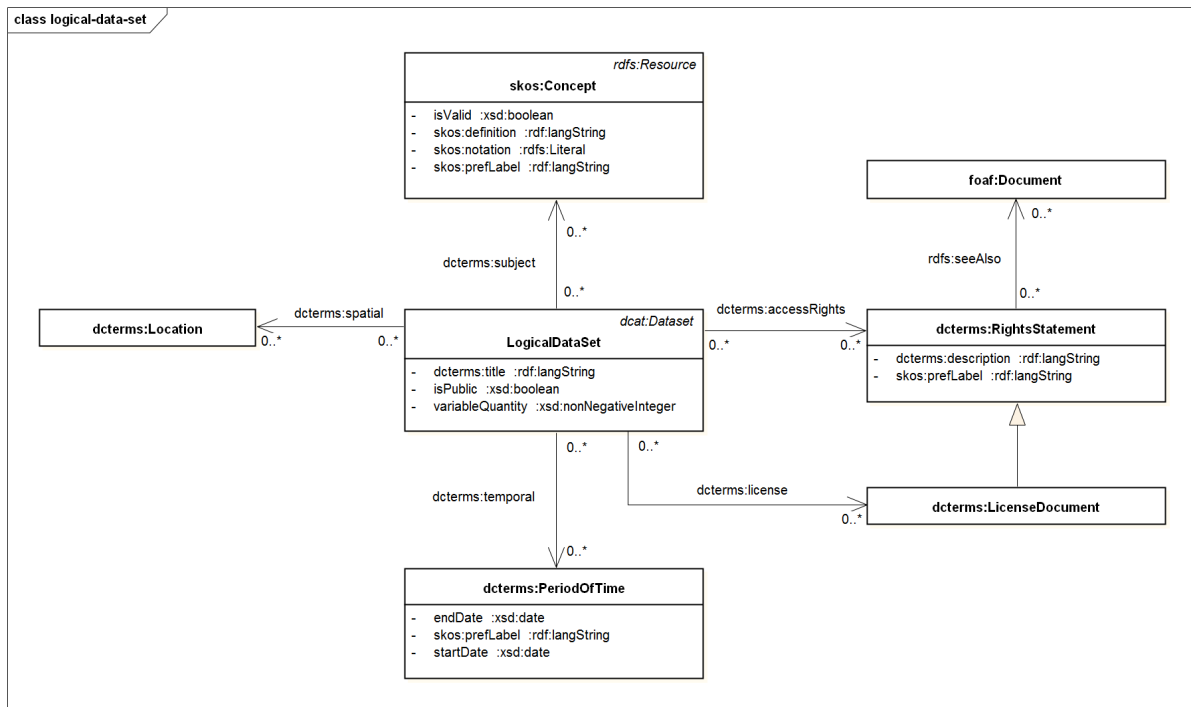 class logical-data-set
rdfs:Resource
skos:Concept
- isValid :xsd:boolean
- skos:definition :rdf:langString
- skos:notation :rdfs:Literal
- skos:prefLabel :rdf:langString
foaf:Document
0..*
0..*
dcterms:subject
rdfs:seeAlso
0..*
0..*
dcterms:spatial
dcterms:accessRights
dcterms:Location
0..*
0..*
dcat:Dataset
LogicalDataSet
- dcterms:title :rdf:langString
- isPublic :xsd:boolean
- variableQuantity :xsd:nonNegativeInteger
0..*
0..*
dcterms:RightsStatement
- dcterms:description :rdf:langString
- skos:prefLabel :rdf:langString
0..*
0..*
dcterms:temporal
dcterms:license
0..*
dcterms:LicenseDocument
0..*
dcterms:PeriodOfTime
- endDate :xsd:date
- skos:prefLabel :rdf:langString
- startDate :xsd:date